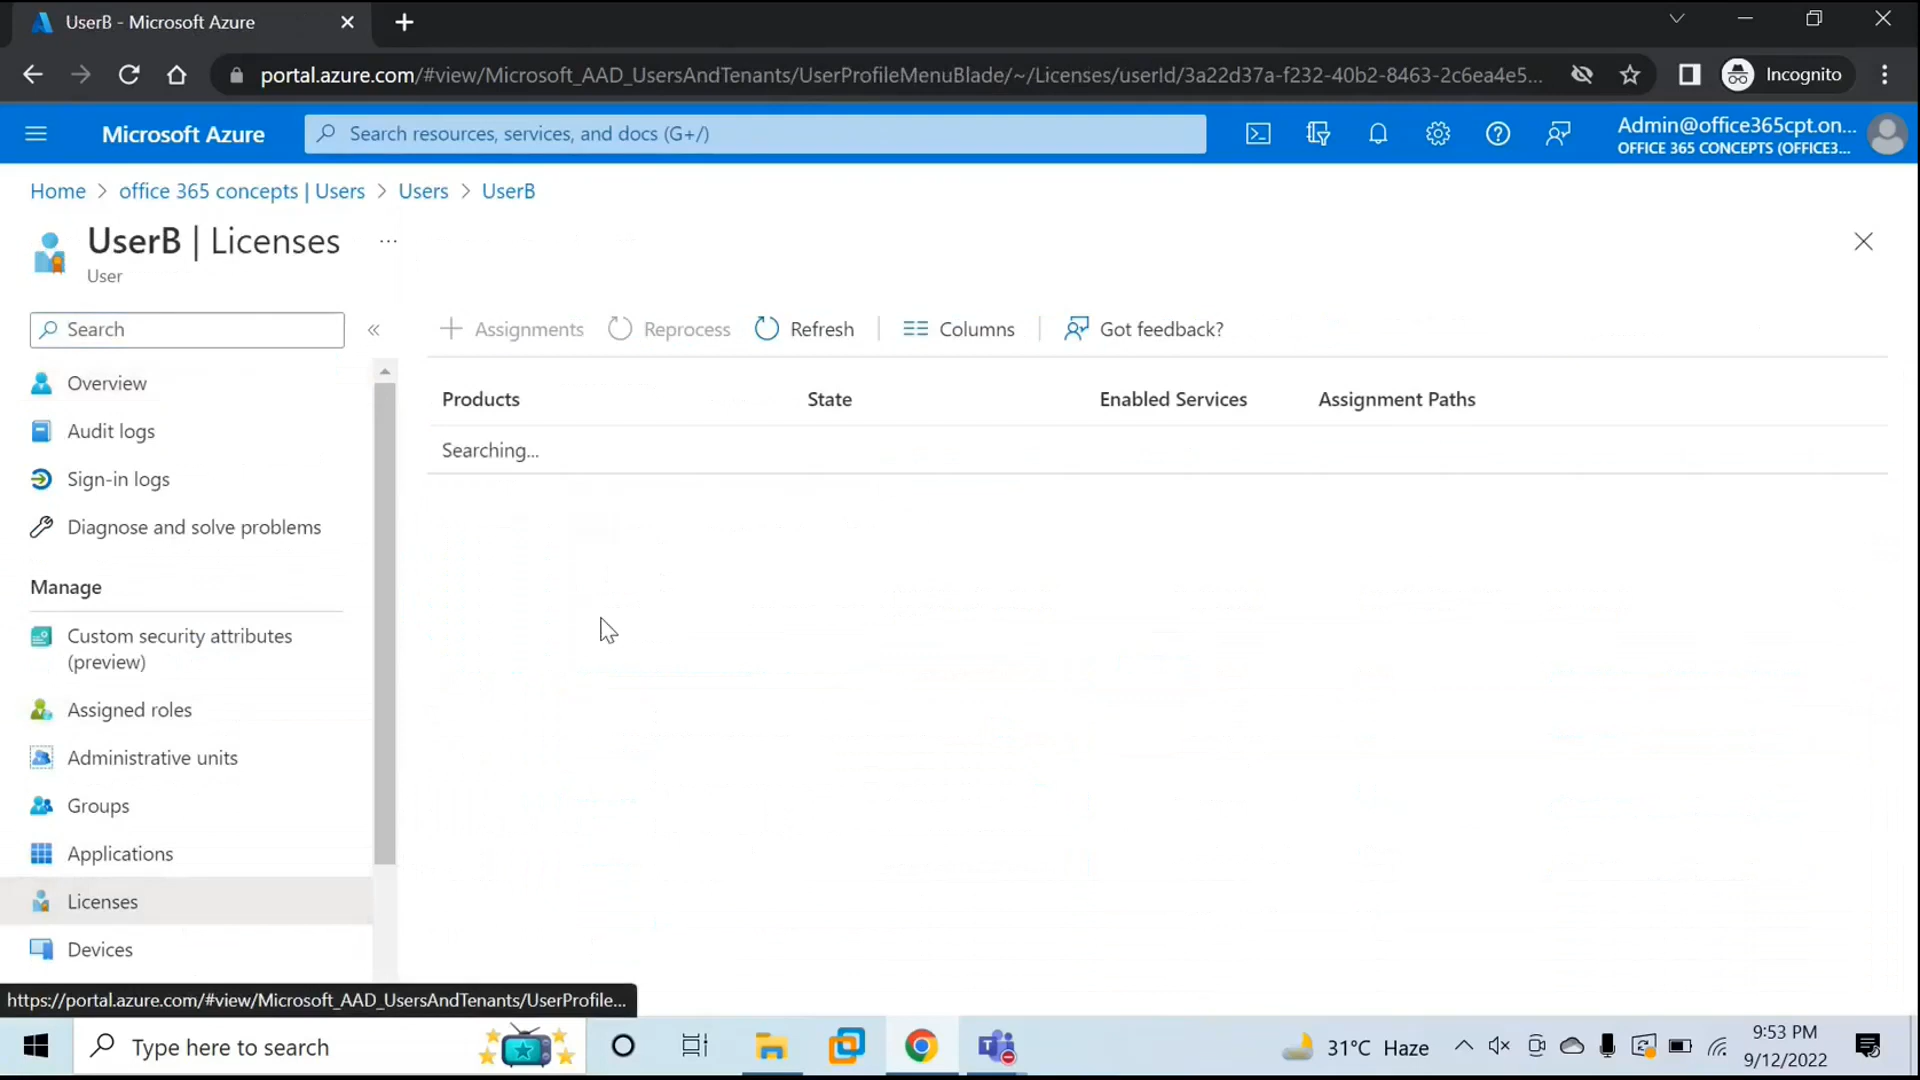 UserB - Microsoft Azure
portal.azure.com/#view/Microsoft_AAD_UsersAndTenants/UserProfileMenuBlade/~/Licenses/userId/3a22d37a-f232-40b2-8463-2c6ea4e5...
Incognito
Microsoft Azure
Search resources, services, and docs (G+/)
Admin@office365cpt.on...
OFFICE 365 CONCEPTS (OFFICE3...
Home > office 365 concepts | Users > Users > UserB
UserB | Licenses ...
User
Search
«
Assignments
Reprocess
Refresh
Columns
Got feedback?
Products
State
Enabled Services
Assignment Paths
Searching...
Overview
Audit logs
Sign-in logs
Diagnose and solve problems
Manage
Custom security attributes
(preview)
Assigned roles
Administrative units
Groups
Applications
Licenses
Devices
https://portal.azure.com/#view/Microsoft_AAD_UsersAndTenants/UserProfile...
Type here to search
31°C Haze
9:53 PM
9/12/2022